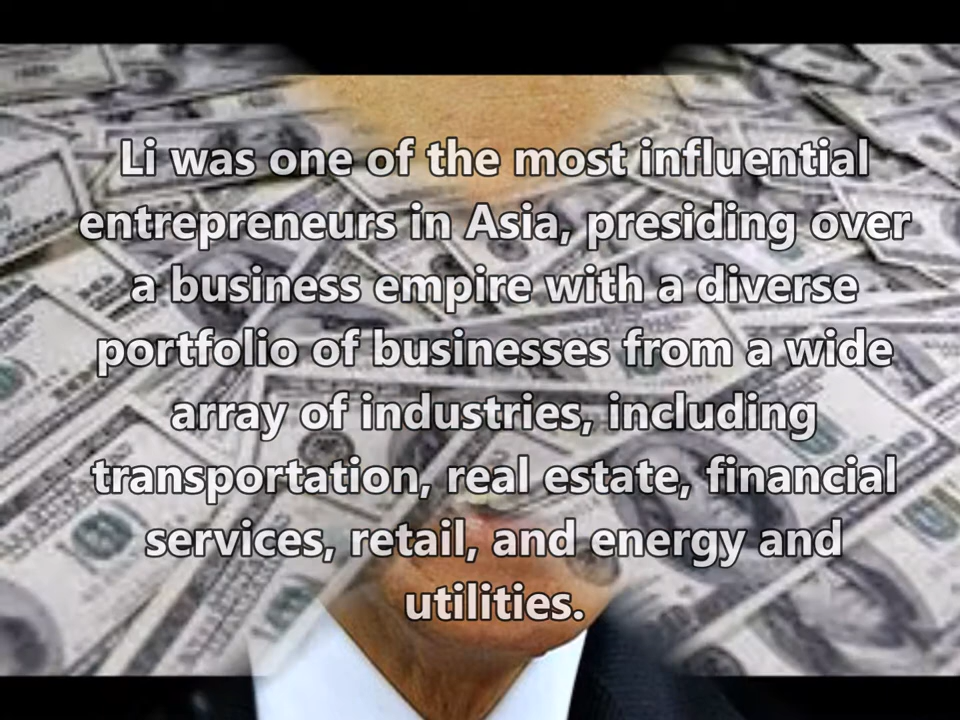 Li was one of the most influential
entrepreneurs in Asia, presiding over
a business empire with a diverse
portfolio of businesses from a wide
array of industries, including
transportation, real estate, financial
services, retail, and energy and
utilities.